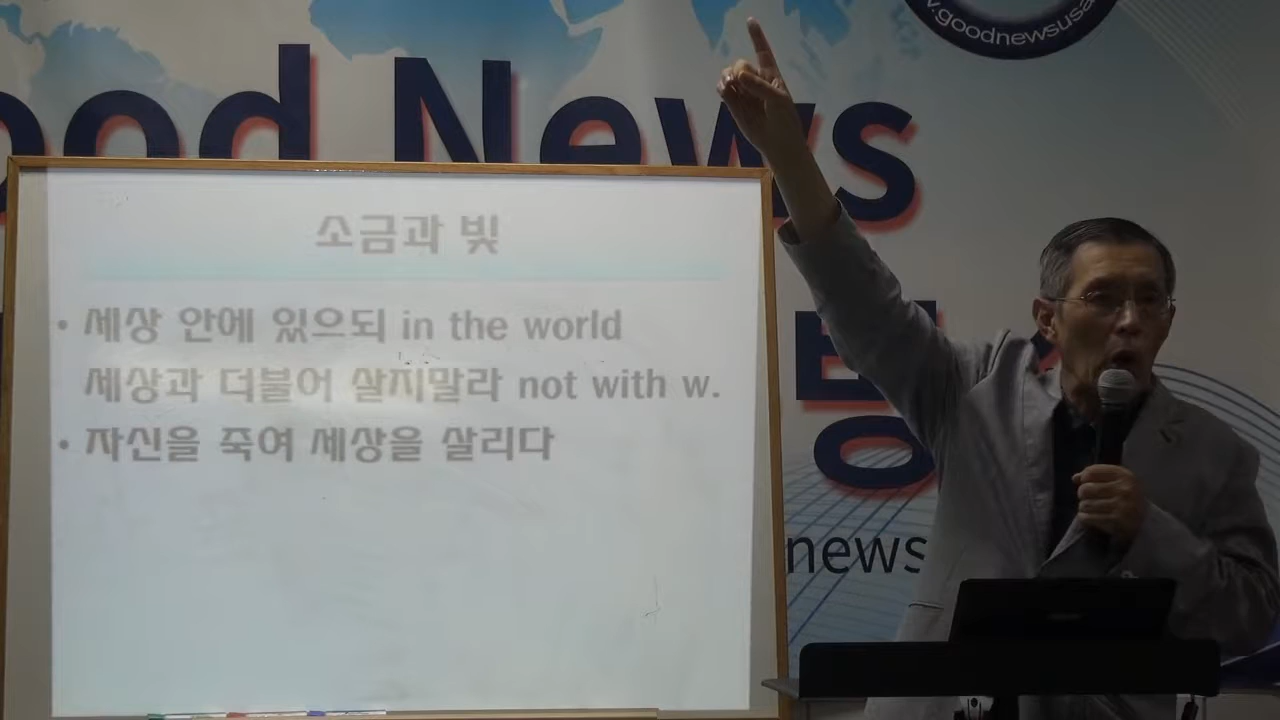 .goodnewsusa
ood News
소금과 빛
• 세상 안에 있으되 in the world
세상과 더불어 살지말라 not with w.
• 자신을 죽여 세상을 살리다
news